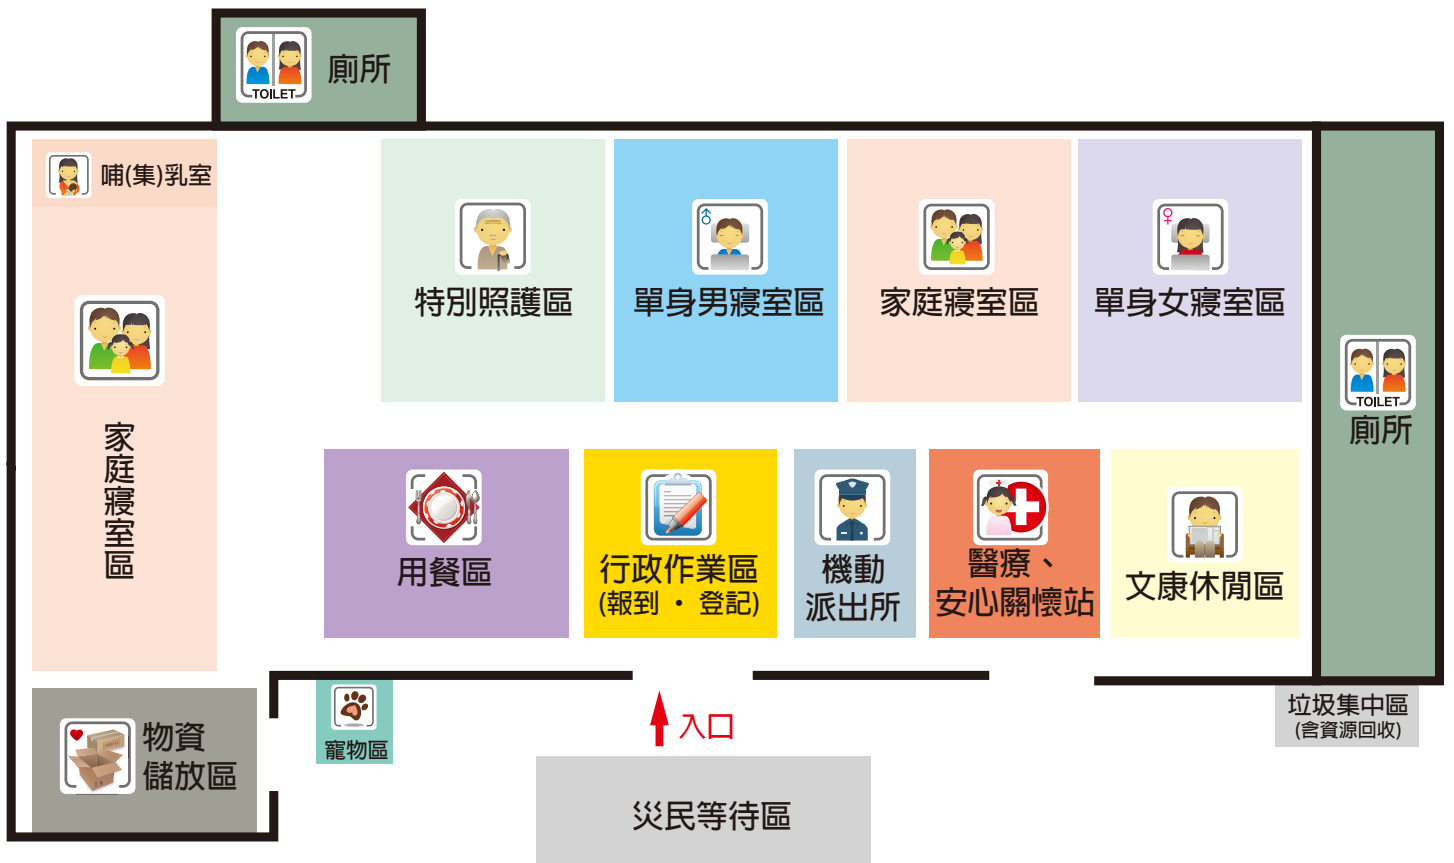 TOILET
廁所
哺(集)乳室
特別照護區
單身男寢室區
家庭寢室區
單身女寢室區
家庭寢室區
TOILET
廁所
用餐區
行政作業區
(報到 ・ 登記)
機動
派出所
醫療、
安心關懷站
文康休閒區
物資
儲放區
寵物區
入口
垃圾集中區
(含資源回收)
災民等待區